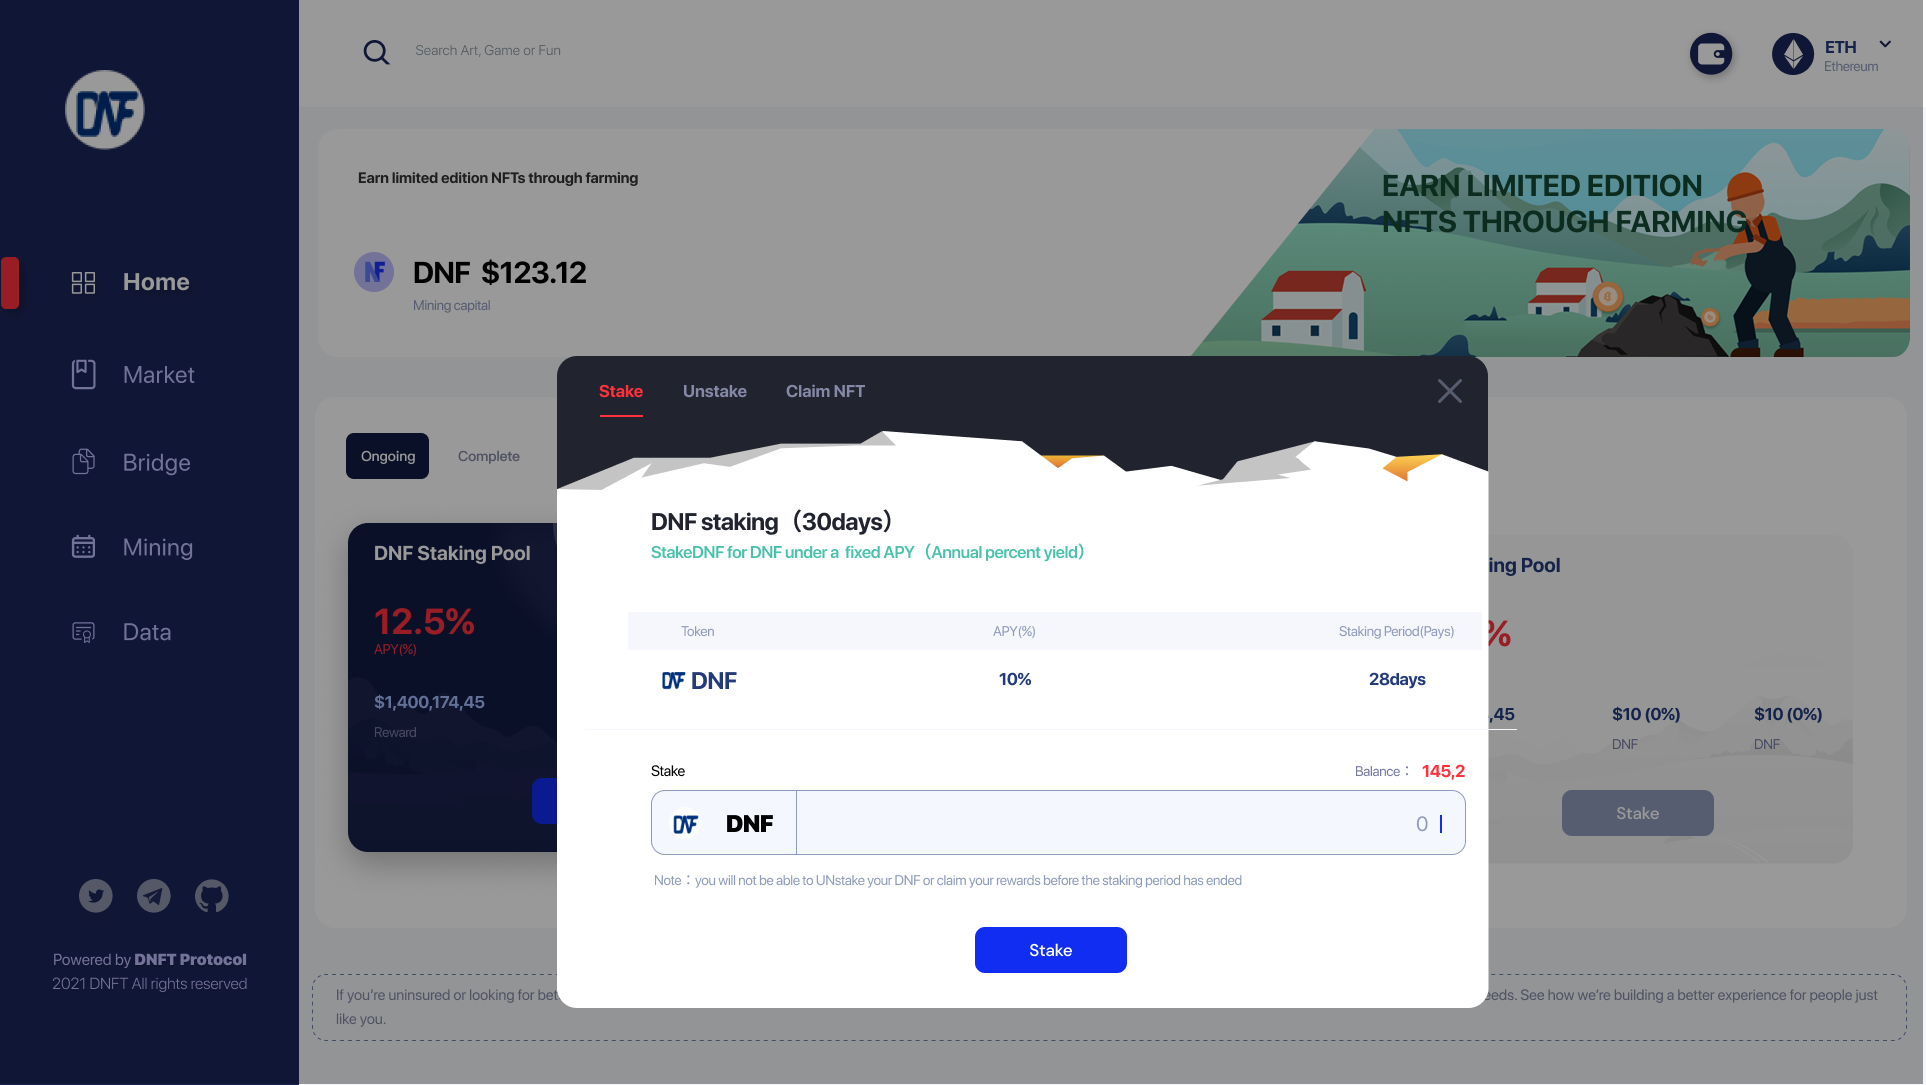 DNF
Home
Market
Bridge
Mining
Data
Powered by DNFT Protocol
2021 DNFT All rights reserved
Search Art, Game or Fun
ETH
Ethereum
Earn limited edition NFTs through farming
NF
DNF $123.12
Mining capital
EARN LIMITED EDITION
NFTS THROUGH FARMING
Ongoing
Complete
DNF Staking Pool
12.5%
APY(%)
$1,400,174,45
Reward
Stake
Unstake
Claim NFT
DNF staking（30days）
StakeDNF for DNF under a fixed APY（Annual percent yield）
Token
APY(%)
Staking Period(Pays)
DNF DNF
10%
28days
Stake
Balance：
145,2
DNF DNF
0
Note：you will not be able to UNstake your DNF or claim your rewards before the staking period has ended
Stake
ing Pool
%
,45
$10 (0%)
DNF
$10 (0%)
DNF
Stake
If you're uninsured or looking for bet
eeds. See how we're building a better experience for people just
like you.